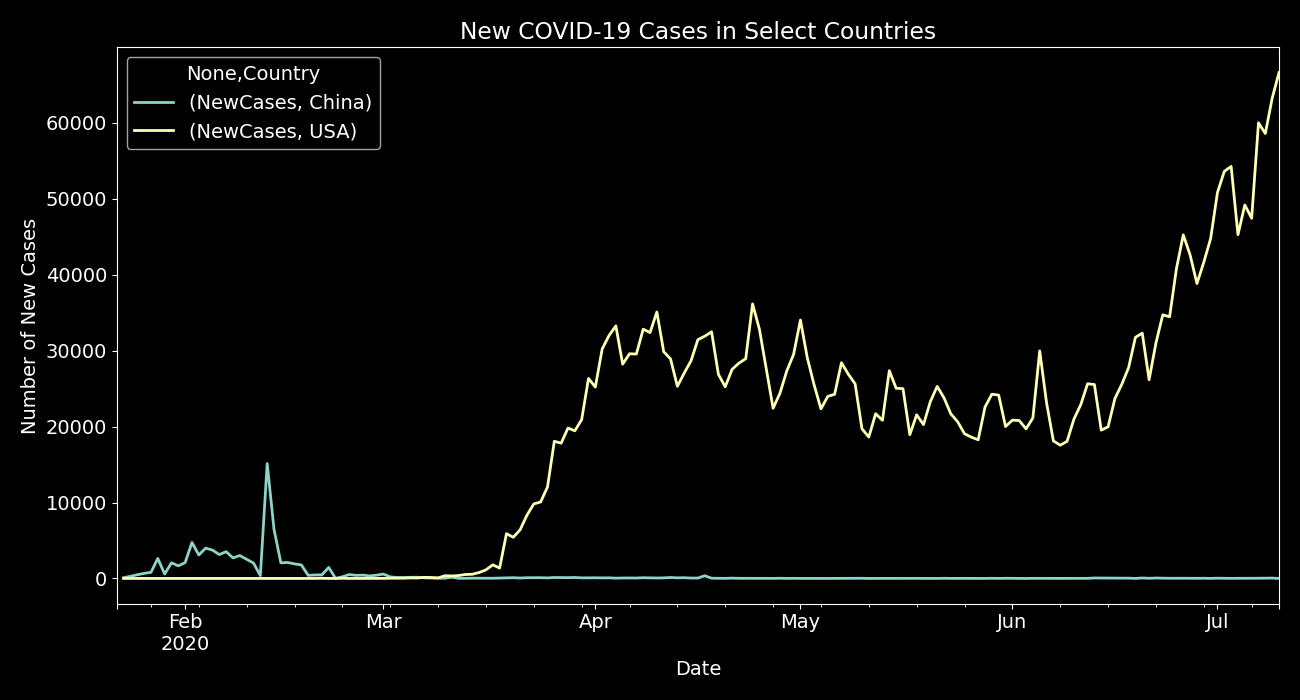 New COVID-19 Cases in Select Countries
None,Country
(NewCases, China)
(NewCases, USA)
Number of New Cases
60000
50000
40000
30000
20000
10000
0
Feb
2020
Mar
Apr
May
Jun
Jul
Date